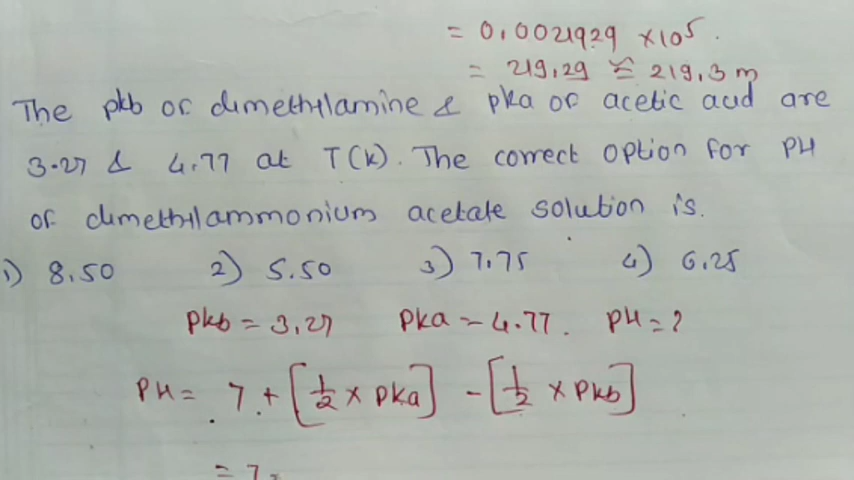 = 0.0021929 × 10⁵.
= 219.29 ≌ 219.3 m
The pkb of dimethylamine & pka of acetic acid are
3.27 & 4.77 at T(K). The correct option for PH
of dimethylammonium acetate solution is.
1) 8.50 2) 5.50 3) 7.75 4) 6.25
Pkb = 3.27 Pka = 4.77. PH = ?
PH = 7 + [1/2 × PKa] - [1/2 × PKb]
= 7